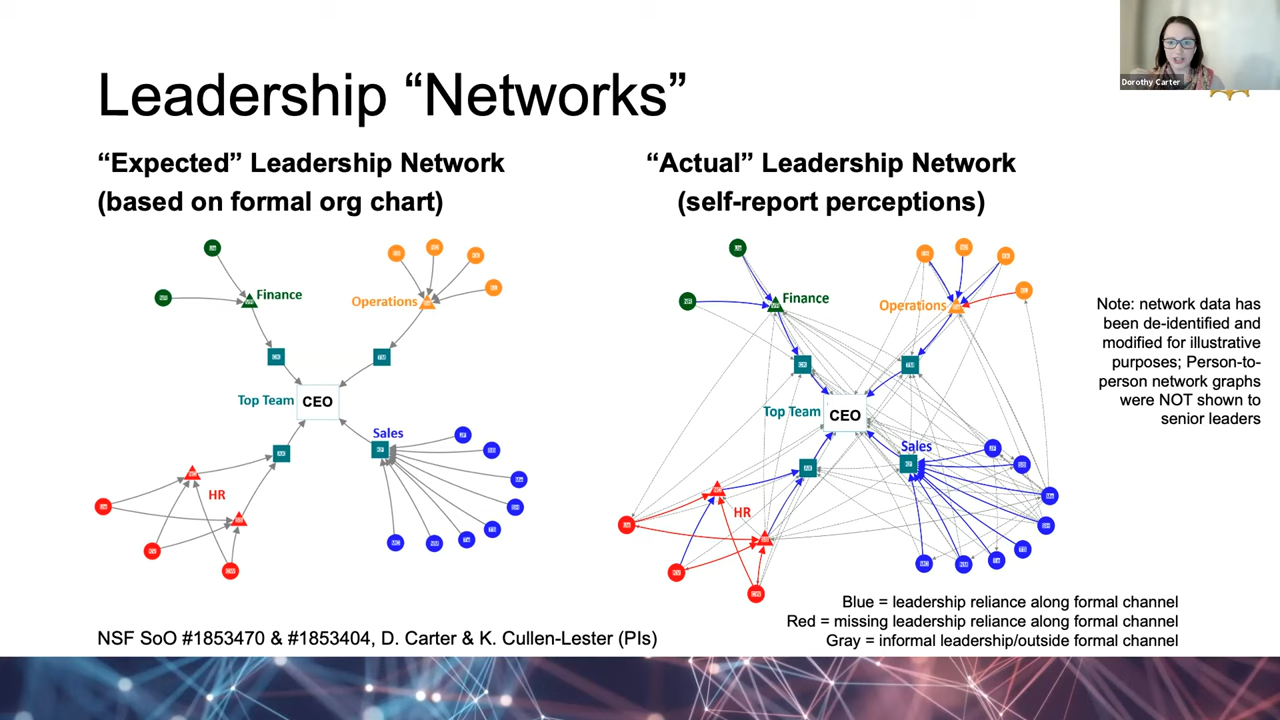 Dorothy Carter
Leadership “Networks”
“Expected” Leadership Network
(based on formal org chart)
Finance
Operations
Top Team
CEO
Sales
HR
“Actual” Leadership Network
(self-report perceptions)
Finance
Operations
Top Team
CEO
Sales
HR
Note: network data has
been de-identified and
modified for illustrative
purposes; Person-to-
person network graphs
were NOT shown to
senior leaders
Blue = leadership reliance along formal channel
Red = missing leadership reliance along formal channel
Gray = informal leadership/outside formal channel
NSF SoO #1853470 & #1853404, D. Carter & K. Cullen-Lester (PIs)